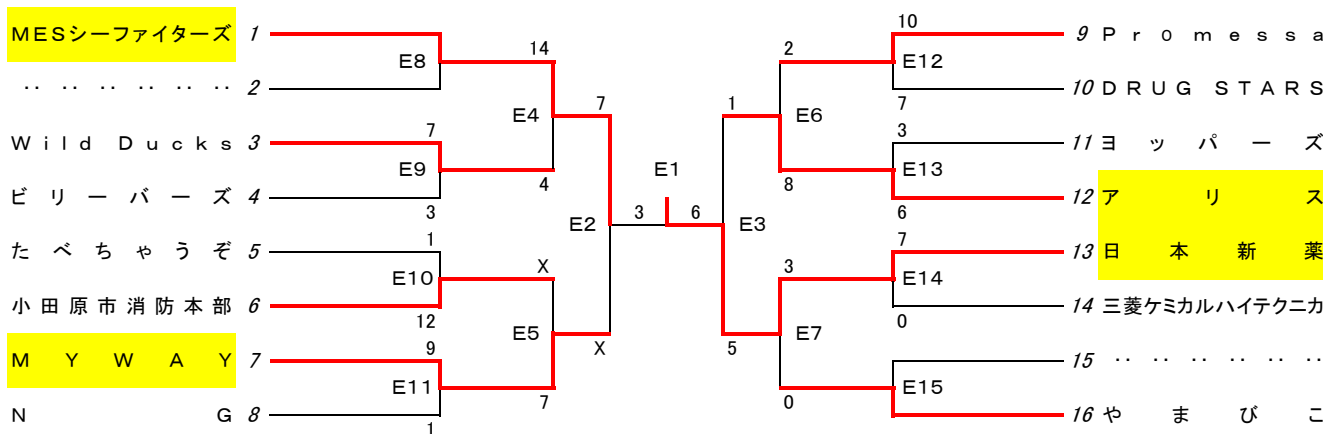 MESシーファイターズ 1
‥ ‥ ‥ ‥ ‥ ‥ 2
Ｗｉｌｄ Ｄｕｃｋｓ 3
ビリーバーズ 4
たべちゃうぞ 5
小田原市消防本部 6
ＭＹＷＡＹ 7
ＮＧ 8
E8
E9
7
3
E10
1
12
E11
9
1
E4
14
4
E5
X
7
E2
7
X
E1
3
6
E3
1
5
E6
2
8
E7
3
0
E12
10
7
E13
3
6
E14
7
0
E15
9 Ｐｒｏｍｅｓｓａ
10 ＤＲＵＧ ＳＴＡＲＳ
11 ヨッパーズ
12 アリス
13 日本新薬
14 三菱ケミカルハイテクニカ
15 ‥ ‥ ‥ ‥ ‥ ‥
16 やまびこ